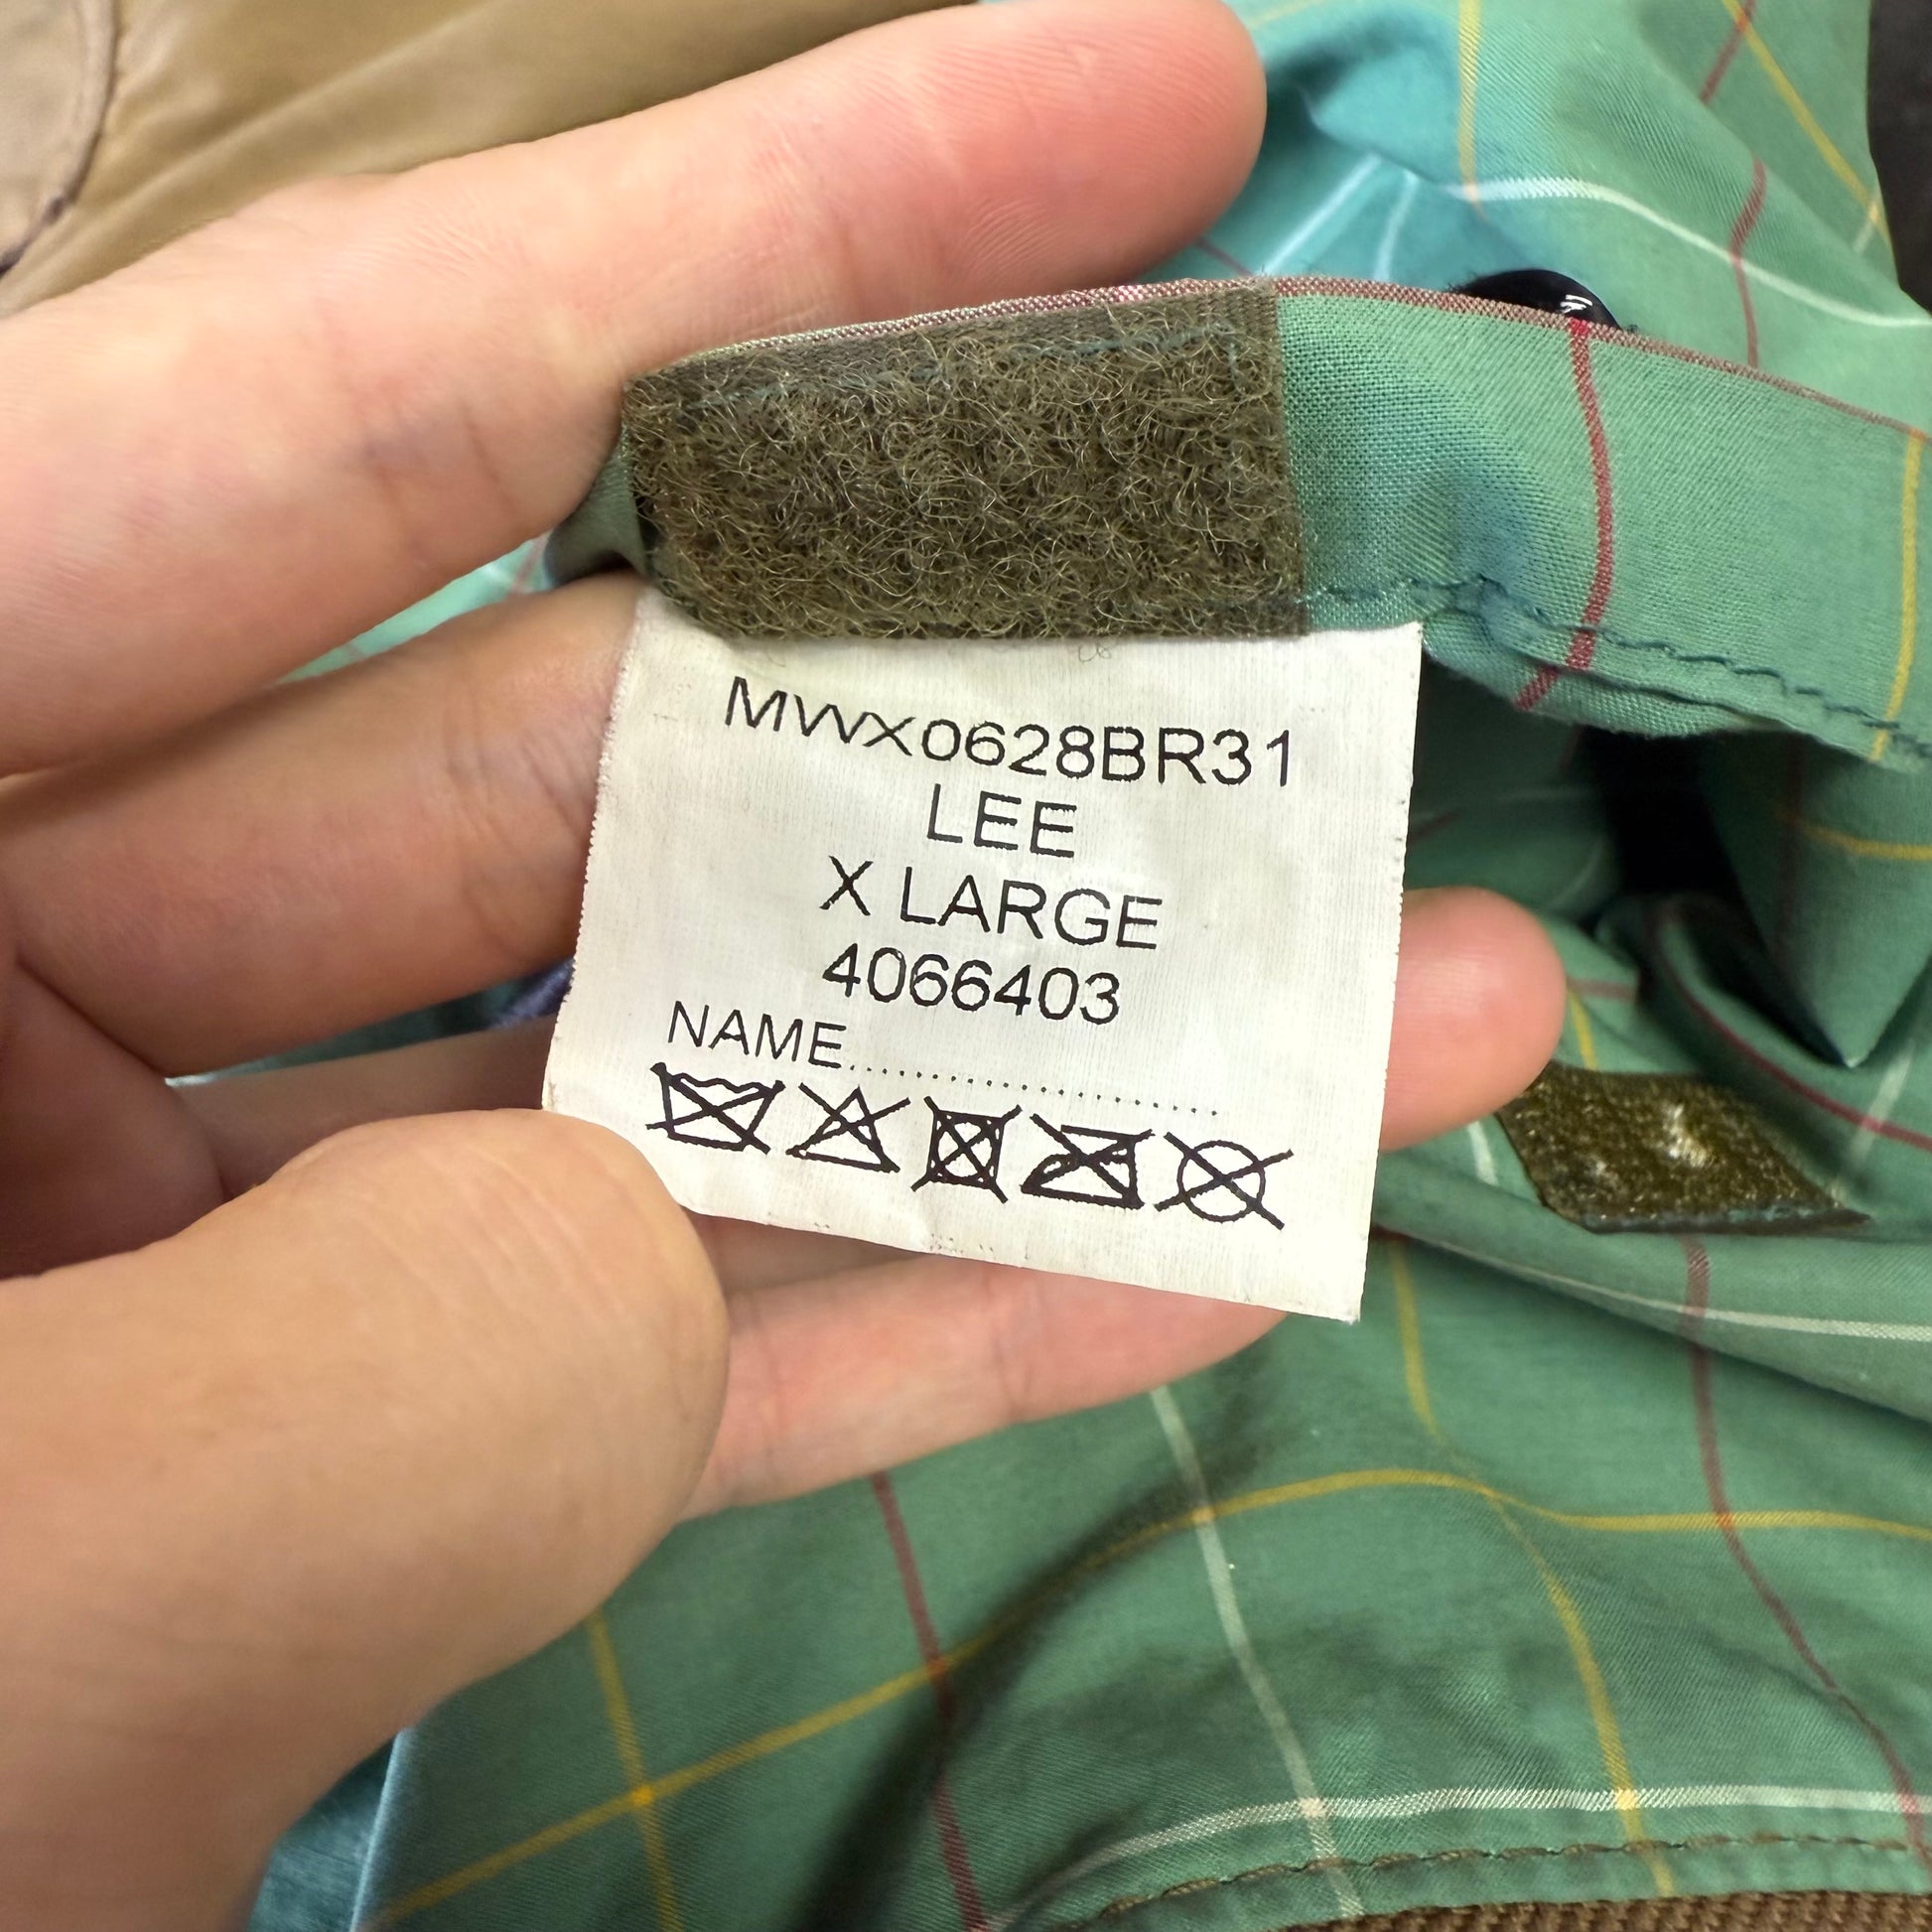 MWX0628BR31
LEE
X LARGE
4066403
NAME....................